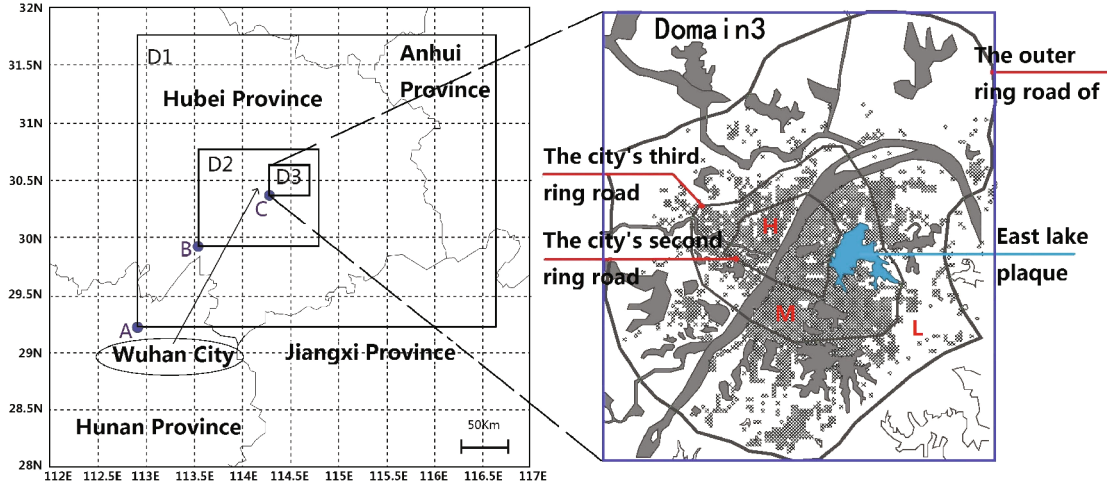 32N
31.5N
31N
30.5N
30N
29.5N
29N
28.5N
28N
112E 112.5E 113E 113.5E 114E 114.5E 115E 115.5E 116E 116.5E 117E
D1
Anhui
Province
Hubei Province
D2
D3
C
B
A
Wuhan City
Jiangxi Province
Hunan Province
50Km
Domain3
The outer
ring road of
The city's third
ring road
The city's second
ring road
East lake
plaque
H
M
L